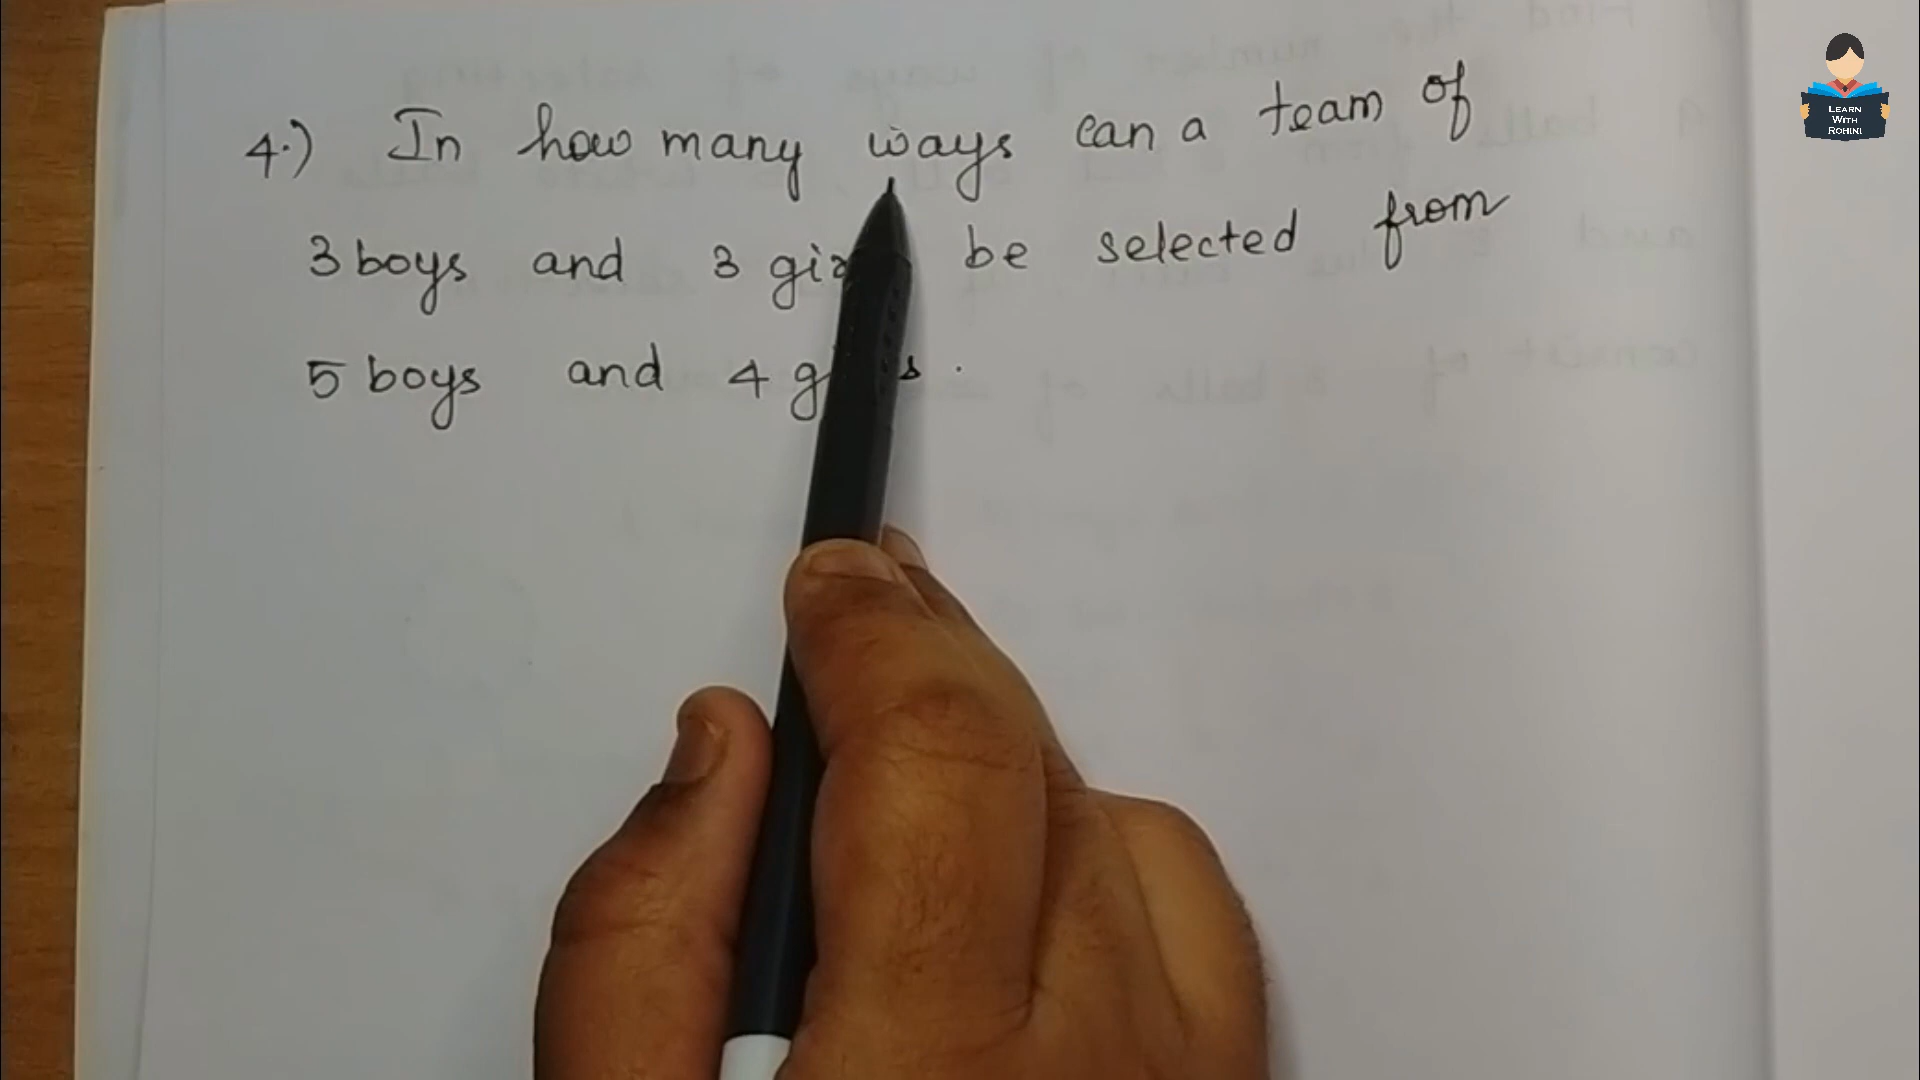 4.) In how many ways can a team of
3 boys and 3 be selected from
5 boys and 4
LEARN
WITH
ROHINI